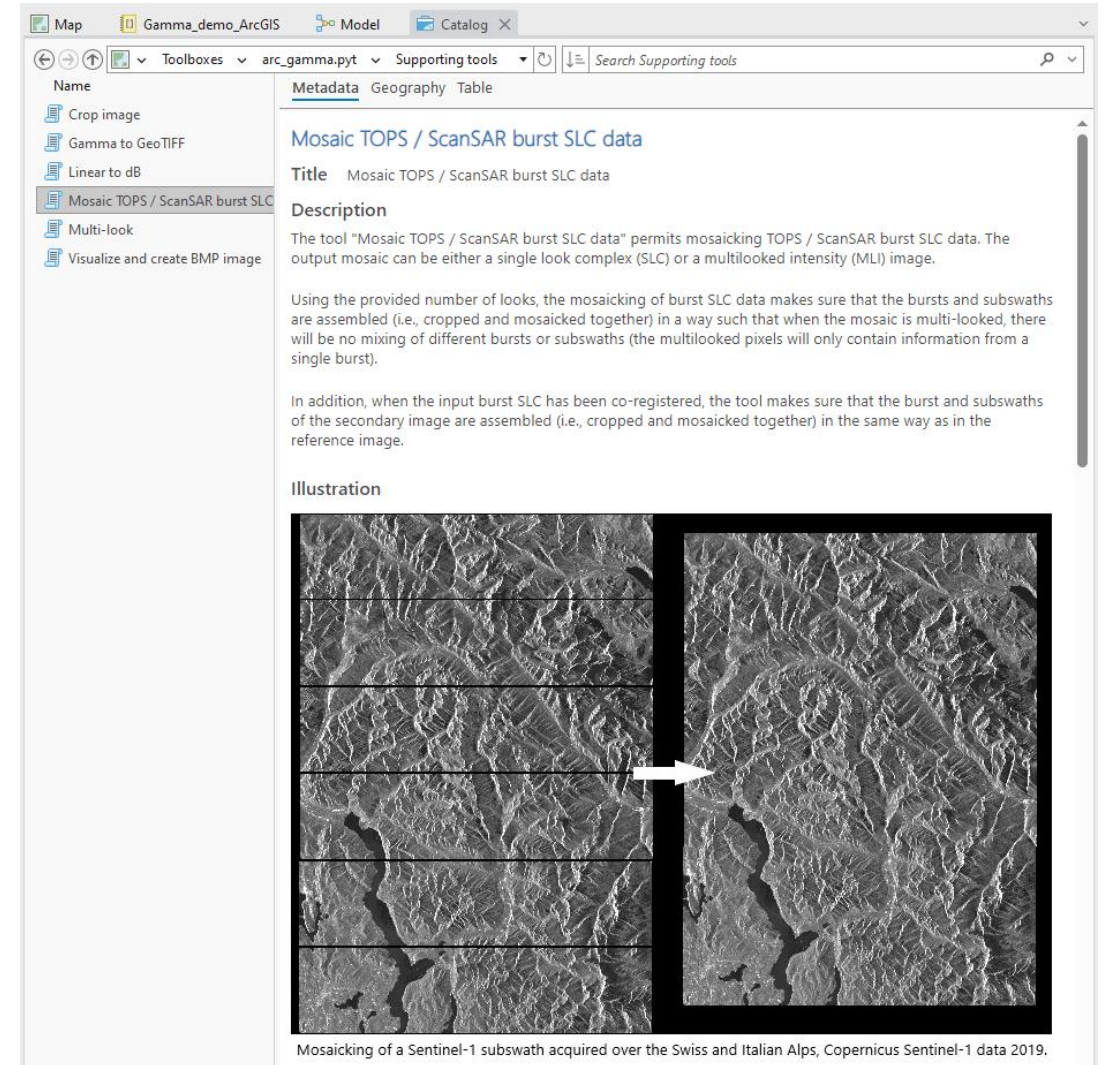 Map Gamma_demo_ArcGIS Model Catalog
Toolboxes arc_gamma.pyt Supporting tools Search Supporting tools
Name
Crop image
Gamma to GeoTIFF
Linear to dB
Mosaic TOPS / ScanSAR burst SLC
Multi-look
Visualize and create BMP image
Metadata Geography Table
Mosaic TOPS / ScanSAR burst SLC data
Title Mosaic TOPS / ScanSAR burst SLC data
Description
The tool "Mosaic TOPS / ScanSAR burst SLC data" permits mosaicking TOPS / ScanSAR burst SLC data. The
output mosaic can be either a single look complex (SLC) or a multilooked intensity (MLI) image.
Using the provided number of looks, the mosaicking of burst SLC data makes sure that the bursts and subswaths
are assembled (i.e., cropped and mosaicked together) in a way such that when the mosaic is multi-looked, there
will be no mixing of different bursts or subswaths (the multilooked pixels will only contain information from a
single burst).
In addition, when the input burst SLC has been co-registered, the tool makes sure that the burst and subswaths
of the secondary image are assembled (i.e., cropped and mosaicked together) in the same way as in the
reference image.
Illustration
Mosaicking of a Sentinel-1 subswath acquired over the Swiss and Italian Alps, Copernicus Sentinel-1 data 2019.